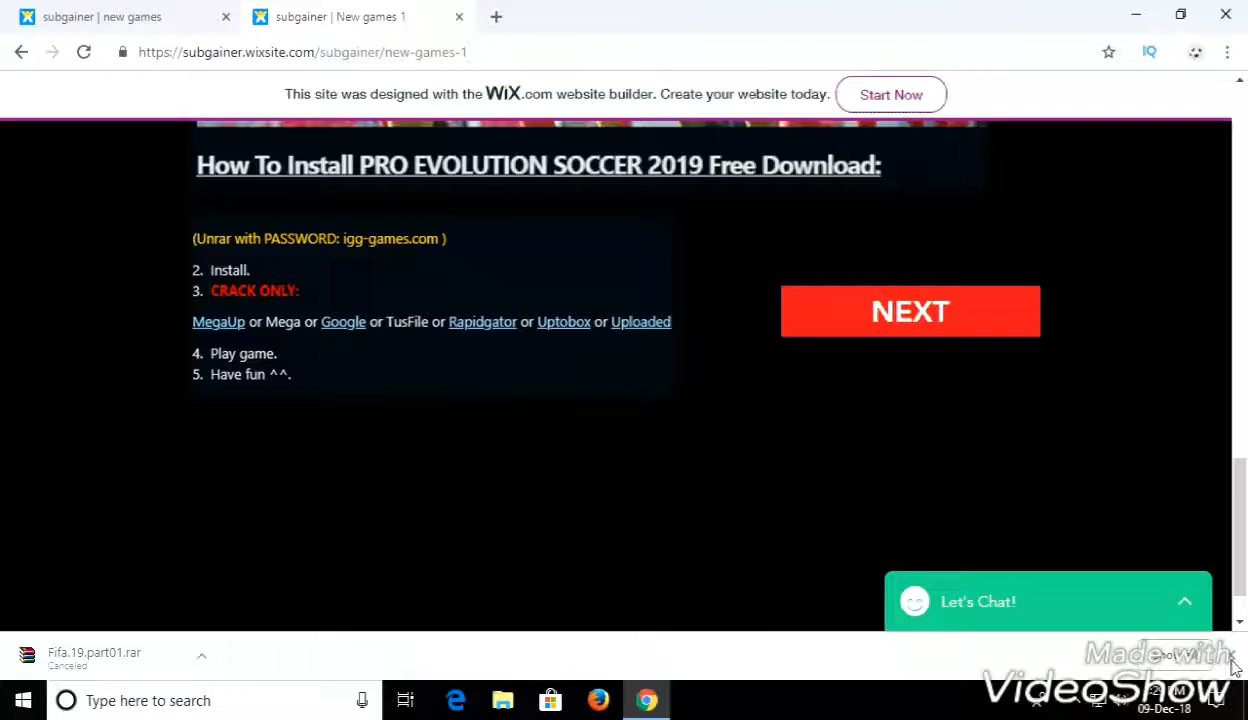 subgainer | new games
subgainer | New games 1
https://subgainer.wixsite.com/subgainer/new-games-1
IQ
This site was designed with the WiX.com website builder. Create your website today.
Start Now
How To Install PRO EVOLUTION SOCCER 2019 Free Download:
(Unrar with PASSWORD: igg-games.com )
2. Install.
3. CRACK ONLY:
MegaUp or Mega or Google or TusFile or Rapidgator or Uptobox or Uploaded
NEXT
4. Play game.
5. Have fun ^^.
Let's Chat!
Fifa.19.part01.rar
Canceled
Made with
VideoShow
Type here to search
09-Dec-18